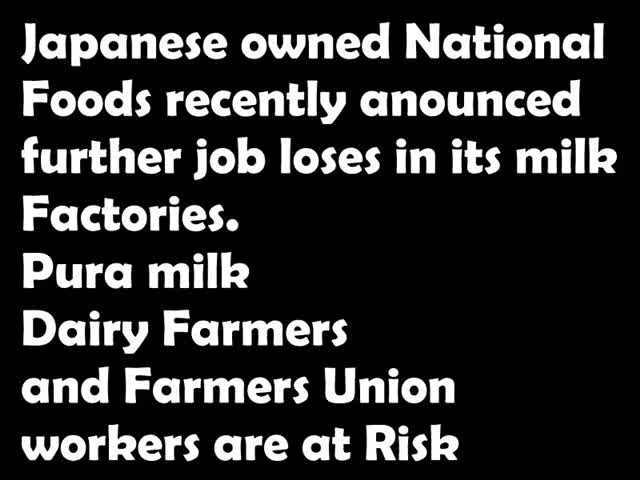 Japanese owned National
Foods recently anounced
further job loses in its milk
Factories.
Pura milk
Dairy Farmers
and Farmers Union
workers are at Risk